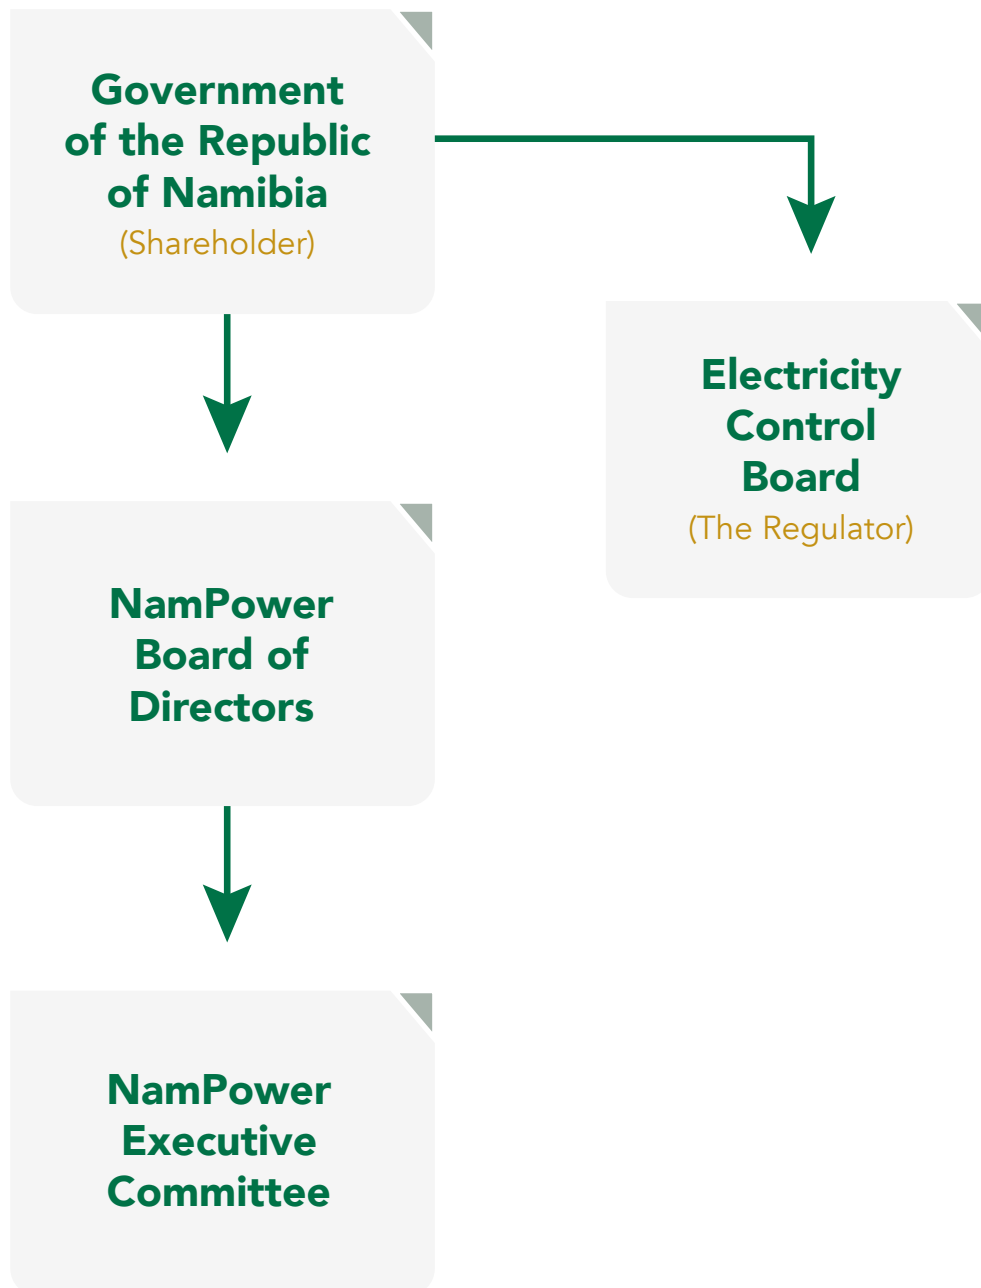 Government
of the Republic
of Namibia
(Shareholder)
Electricity
Control
Board
(The Regulator)
NamPower
Board of
Directors
NamPower
Executive
Committee